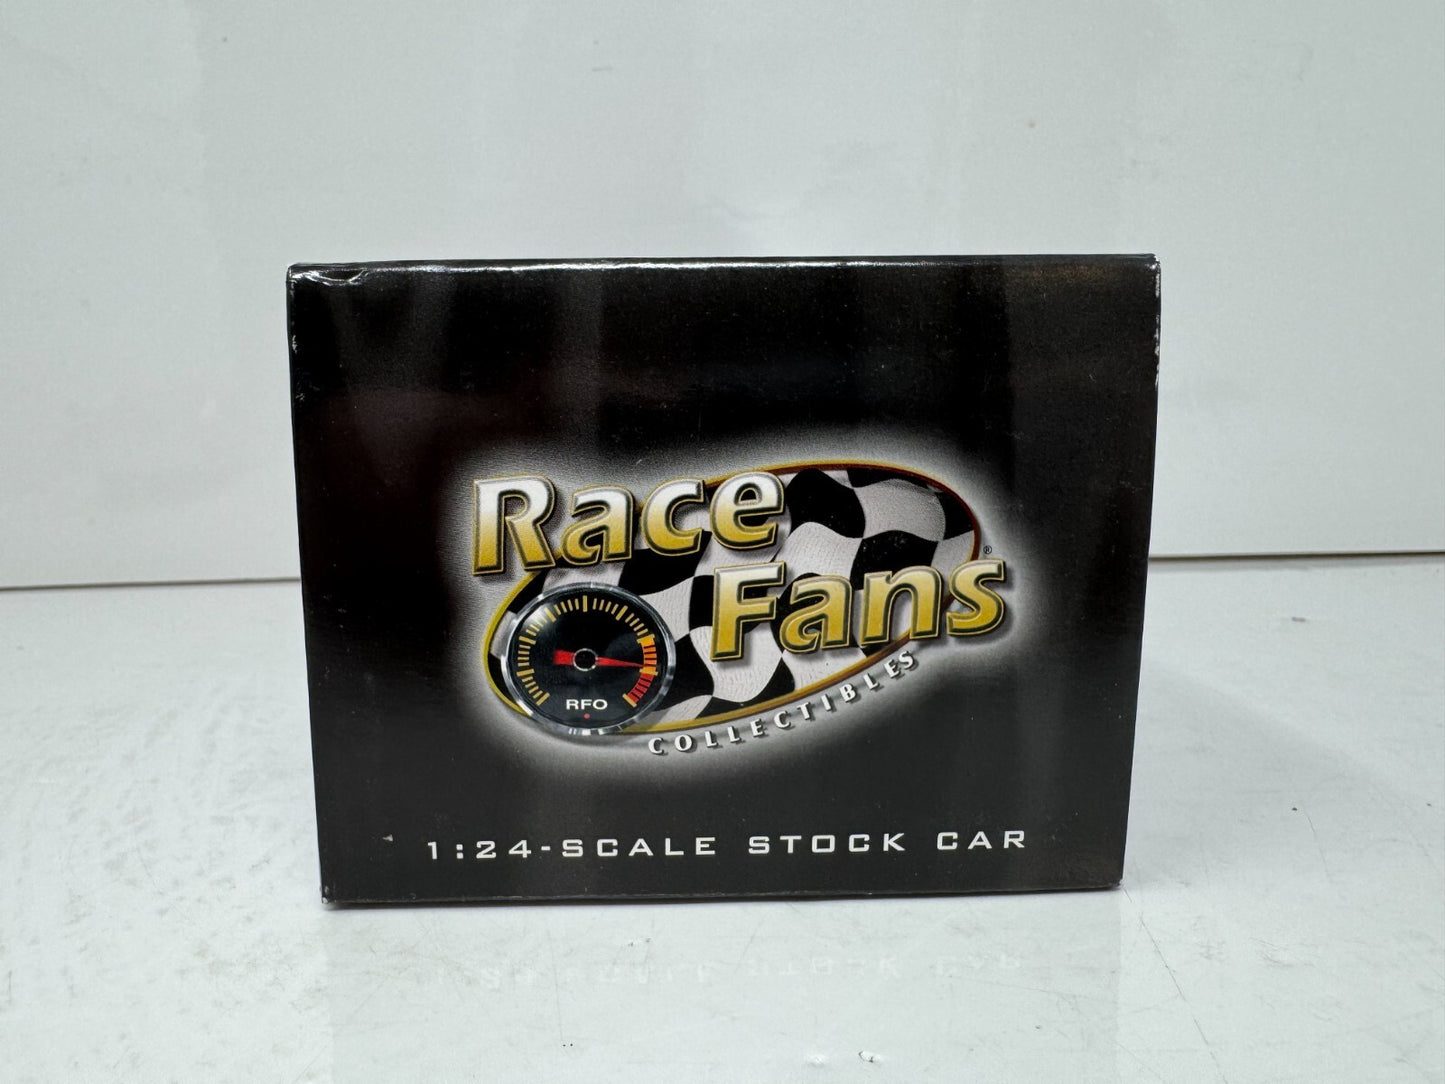 Race
Fans®
RFO
COLLECTIBLES
1:24-SCALE STOCK CAR